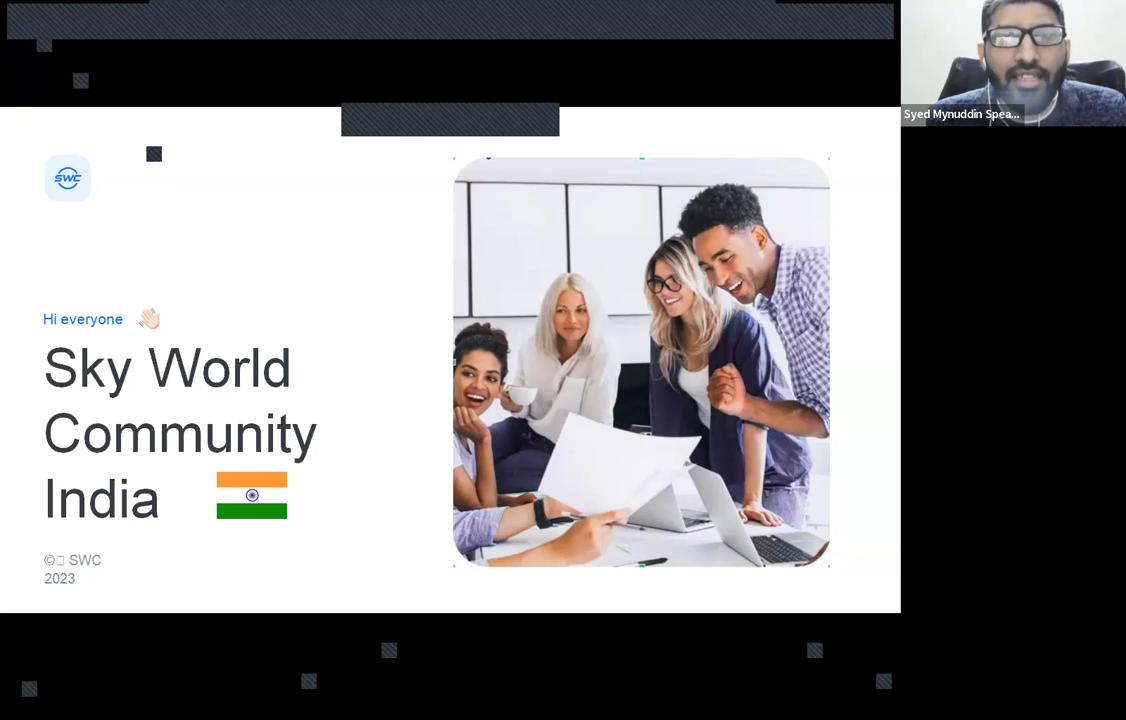 Syed Mynuddin Spea...
SWC
Hi everyone
Sky World
Community
India
© SWC
2023